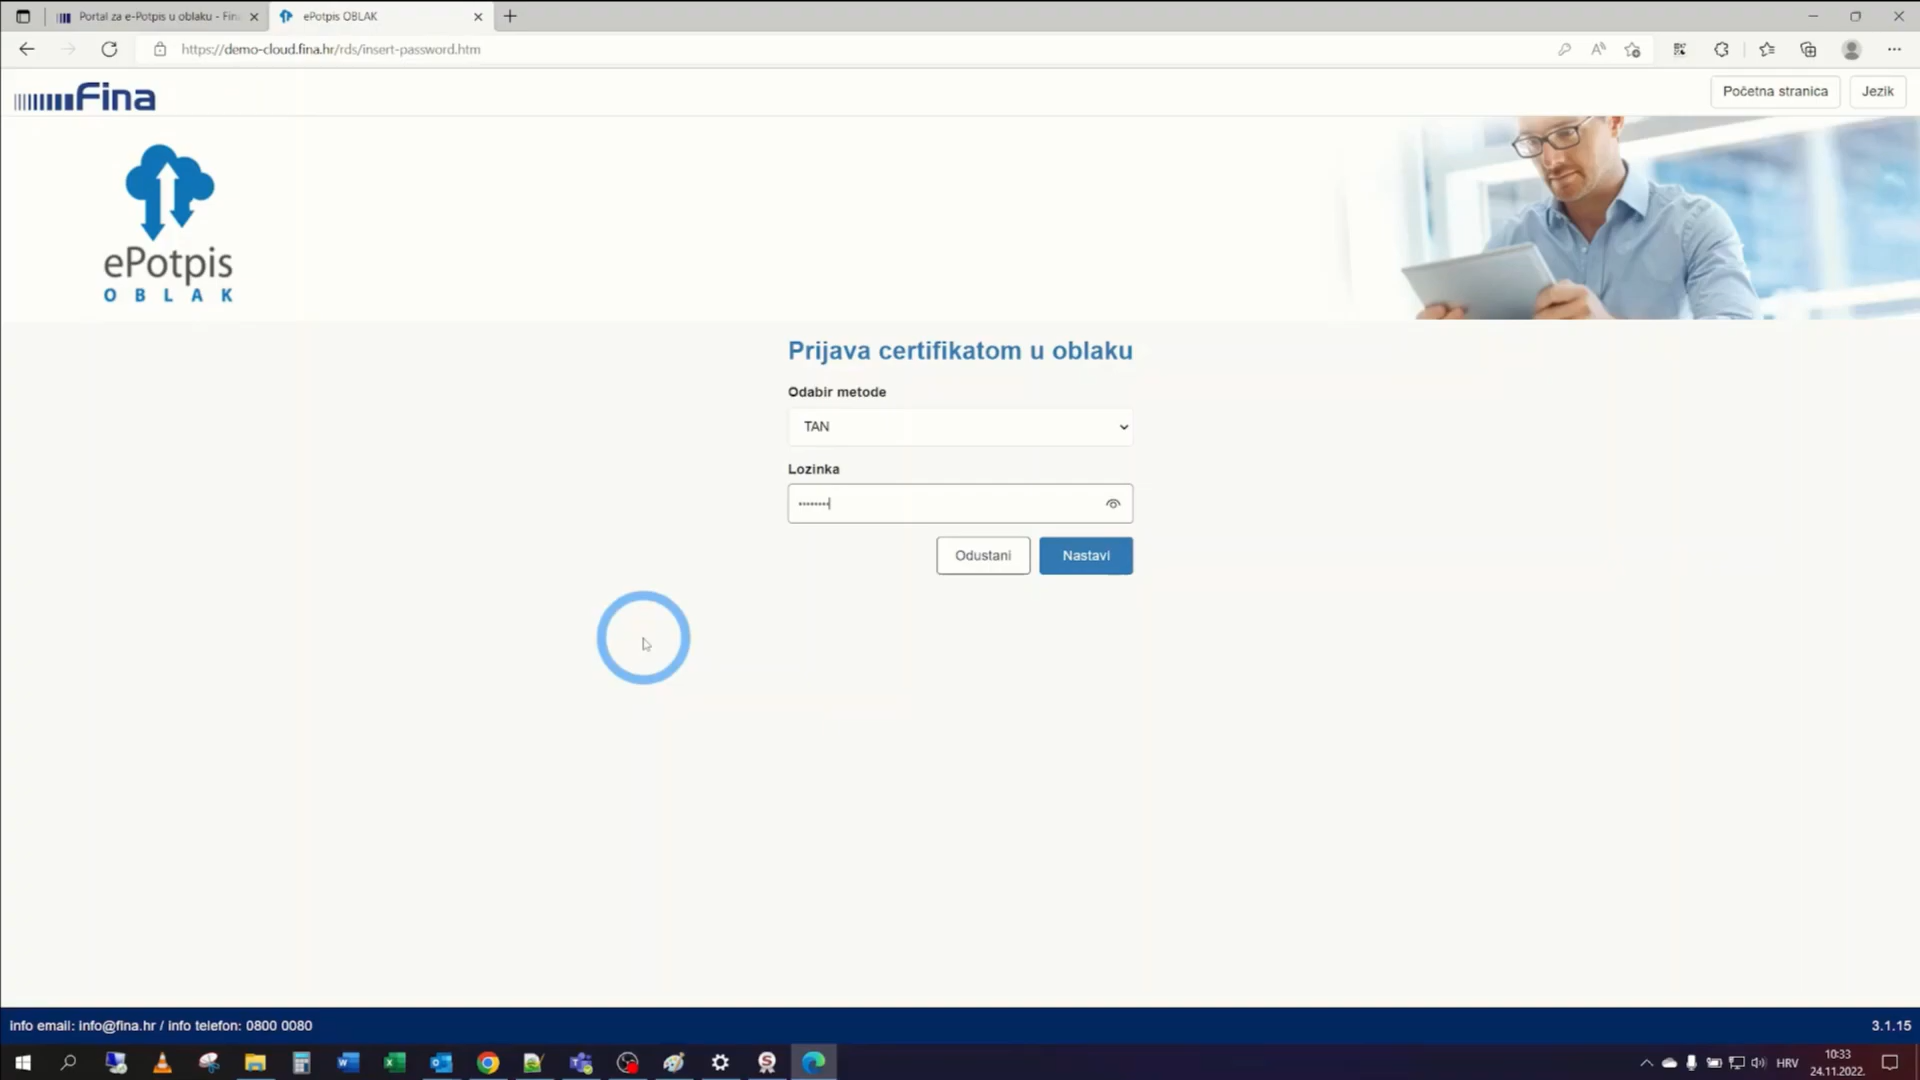 Portal za e-Potpis u oblaku - Fin
ePotpis OBLAK
https://demo-cloud.fina.hr/rds/insert-password.htm
Fina
Početna stranica
Jezik
ePotpis
OBLAK
Prijava certifikatom u oblaku
Odabir metode
TAN
Lozinka
Odustani
Nastavi
info email: info@fina.hr / info telefon: 0800 0080
3.1.15
HRV
10:33
24.11.2022.